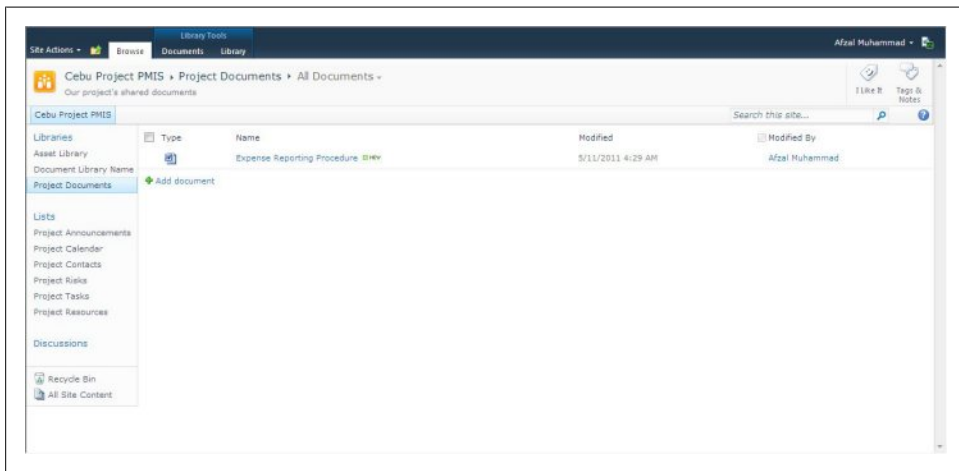 Library Tools
Site Actions Browse Documents Library Afzal Muhammad
Cebu Project PMIS Project Documents All Documents
Our project's shared documents
I Like It Tags & Notes
Cebu Project PMIS Search this site...
Libraries
Asset Library
Document Library Name
Project Documents
Lists
Project Announcements
Project Calendar
Project Contacts
Project Risks
Project Tasks
Project Resources
Discussions
Recycle Bin
All Site Content
Type Name Modified Modified By
Expense Reporting Procedure NEW 5/11/2011 4:29 AM Afzal Muhammad
Add document